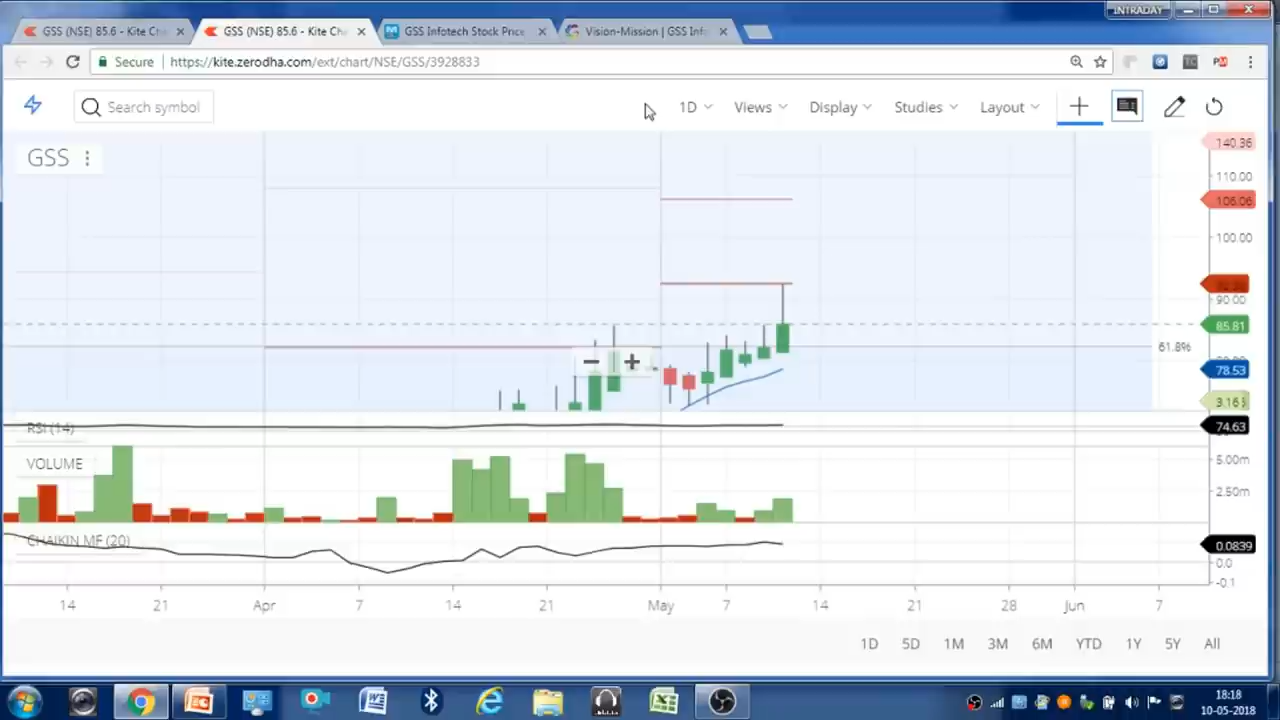 INTRADAY
GSS (NSE) 85.6 - Kite Ch
GSS (NSE) 85.6 - Kite Ch
GSS Infotech Stock Price
Vision-Mission | GSS Inf
Secure https://kite.zerodha.com/ext/chart/NSE/GSS/3928833
Search symbol
1D Views Display Studies Layout
GSS
140.36
110.00
106.06
100.00
90.00
85.81
61.8%
78.53
3.163
RSI (14)
74.63
VOLUME
5.00m
2.50m
CHAIKIN MF (20)
0.0839
0.0
-0.1
14 21 Apr 7 14 21 May 7 14 21 28 Jun 7
1D 5D 1M 3M 6M YTD 1Y 5Y All
18:18
10-05-2018